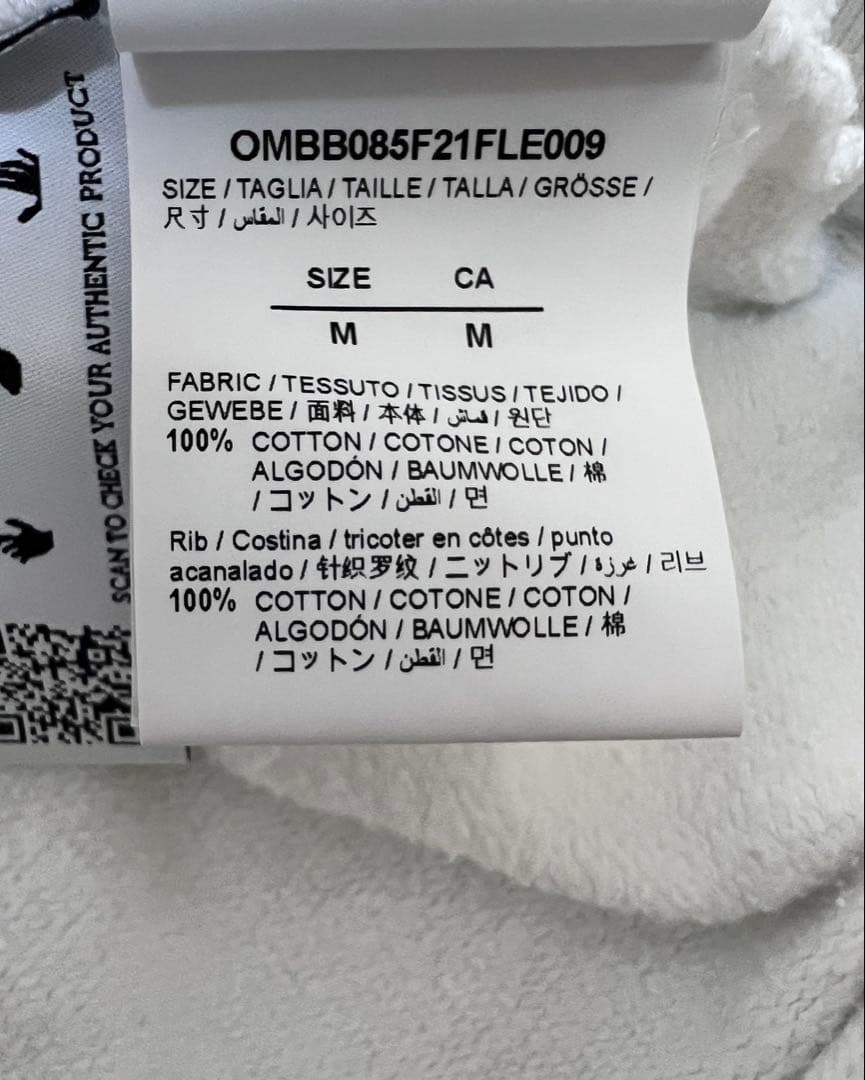 OMBB085F21FLE009
SIZE / TAGLIA / TAILLE / TALLA / GRÖSSE /
尺寸 / المقاس / 사이즈
SIZE CA
M M
FABRIC / TESSUTO / TISSUS / TEJIDO /
GEWEBE / 面料 / 本体 / قماش / 원단
100% COTTON / COTONE / COTON /
ALGODÓN / BAUMWOLLE / 棉
/ コットン / القطن / 면
Rib / Costina / tricoter en côtes / punto
acanalado / 针织罗纹 / ニットリブ / غرزه / 리브
100% COTTON / COTONE / COTON /
ALGODÓN / BAUMWOLLE / 棉
/ コットン / القطن / 면
SCAN TO CHECK YOUR AUTHENTIC PRODUCT